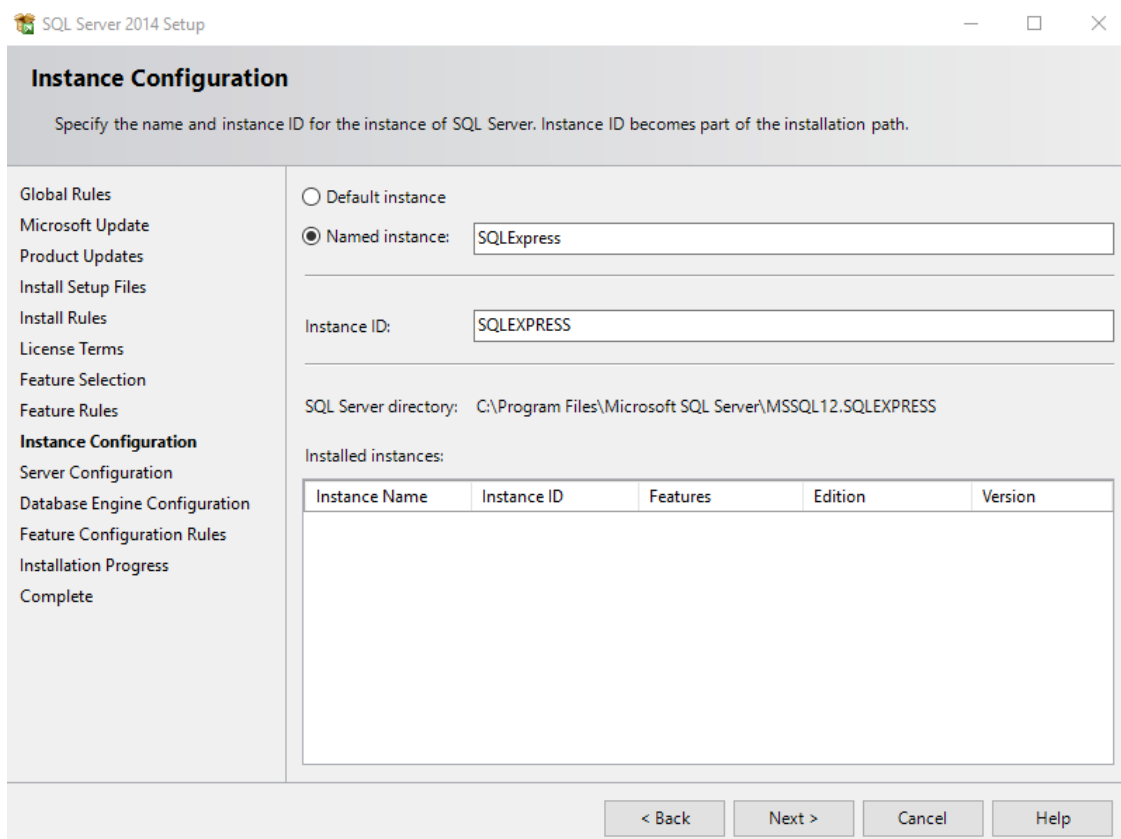 SQL Server 2014 Setup
Instance Configuration
Specify the name and instance ID for the instance of SQL Server. Instance ID becomes part of the installation path.
Global Rules
Microsoft Update
Product Updates
Install Setup Files
Install Rules
License Terms
Feature Selection
Feature Rules
Instance Configuration
Server Configuration
Database Engine Configuration
Feature Configuration Rules
Installation Progress
Complete
Default instance
Named instance: SQLExpress
Instance ID: SQLEXPRESS
SQL Server directory: C:\Program Files\Microsoft SQL Server\MSSQL12.SQLEXPRESS
Installed instances:
Instance Name Instance ID Features Edition Version
< Back Next > Cancel Help